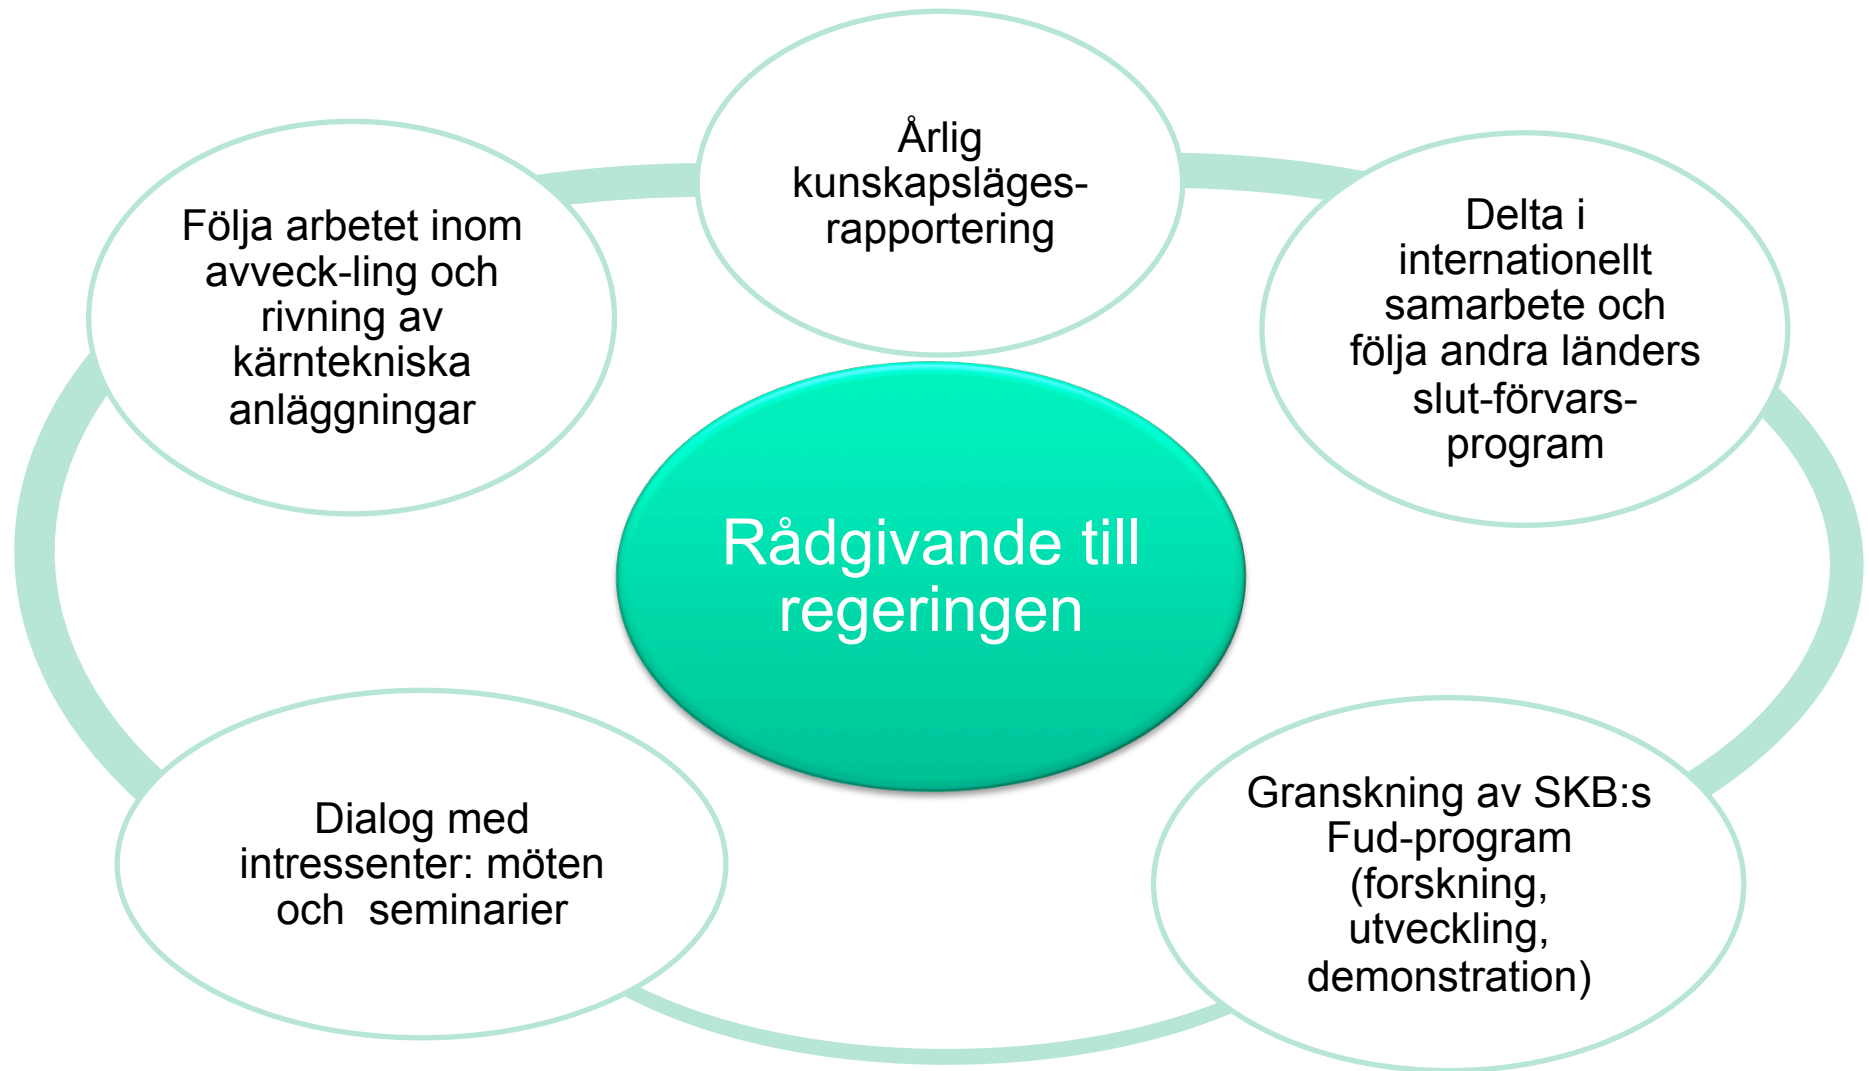 Årlig
kunskapsläges-
rapportering
Följa arbetet inom
avveck-ling och
rivning av
kärntekniska
anläggningar
Delta i
internationellt
samarbete och
följa andra länders
slut-förvars-
program
Rådgivande till
regeringen
Dialog med
intressenter: möten
och  seminarier
Granskning av SKB:s
Fud-program
(forskning,
utveckling,
demonstration)